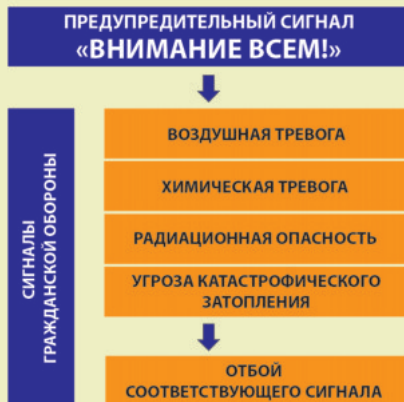 ПРЕДУПРЕДИТЕЛЬНЫЙ СИГНАЛ
«ВНИМАНИЕ ВСЕМ!»
СИГНАЛЫ
ГРАЖДАНСКОЙ ОБОРОНЫ
ВОЗДУШНАЯ ТРЕВОГА
ХИМИЧЕСКАЯ ТРЕВОГА
РАДИАЦИОННАЯ ОПАСНОСТЬ
УГРОЗА КАТАСТРОФИЧЕСКОГО
ЗАТОПЛЕНИЯ
ОТБОЙ
СООТВЕТСТВУЮЩЕГО СИГНАЛА